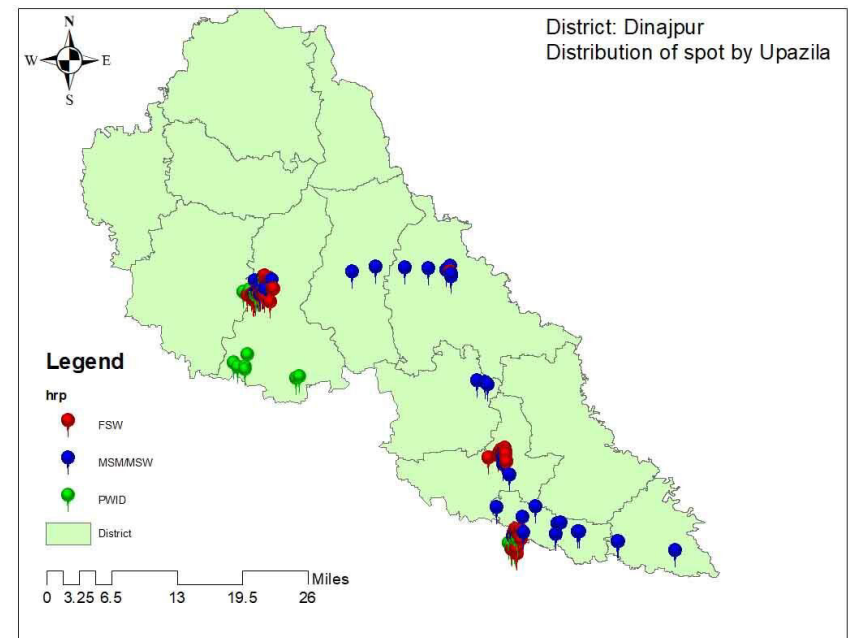 District: Dinajpur
Distribution of spot by Upazila
N
W E
S
Legend
hrp
FSW
MSM/MSW
PWID
District
Miles
0 3.25 6.5 13 19.5 26